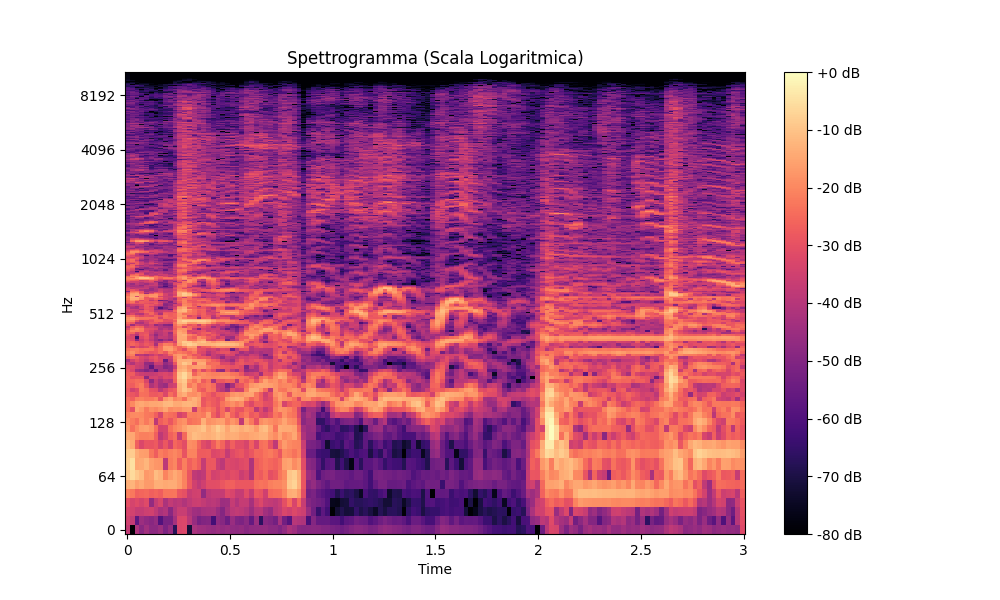 Spettrogramma (Scala Logaritmica)
8192
4096
2048
1024
512
256
128
64
0
Hz
0
0.5
1
1.5
2
2.5
3
Time
+0 dB
-10 dB
-20 dB
-30 dB
-40 dB
-50 dB
-60 dB
-70 dB
-80 dB